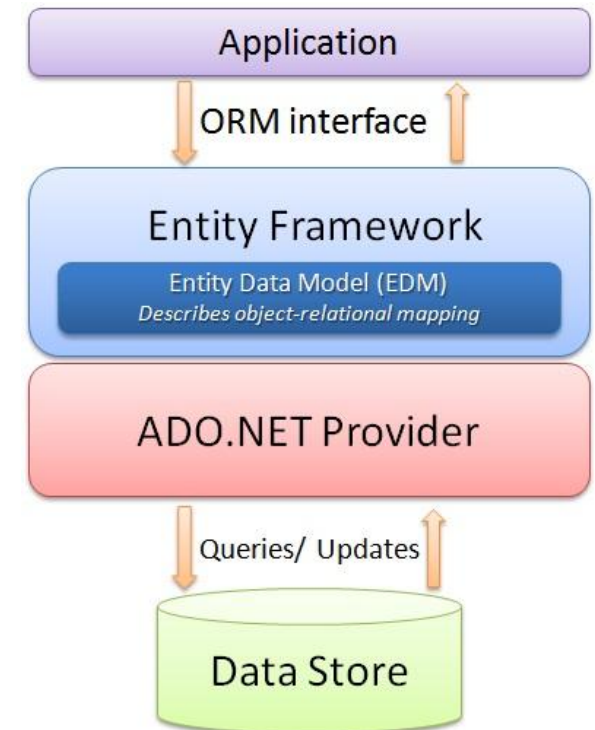 Application
ORM interface
Entity Framework
Entity Data Model (EDM)
Describes object-relational mapping
ADO.NET Provider
Queries/ Updates
Data Store